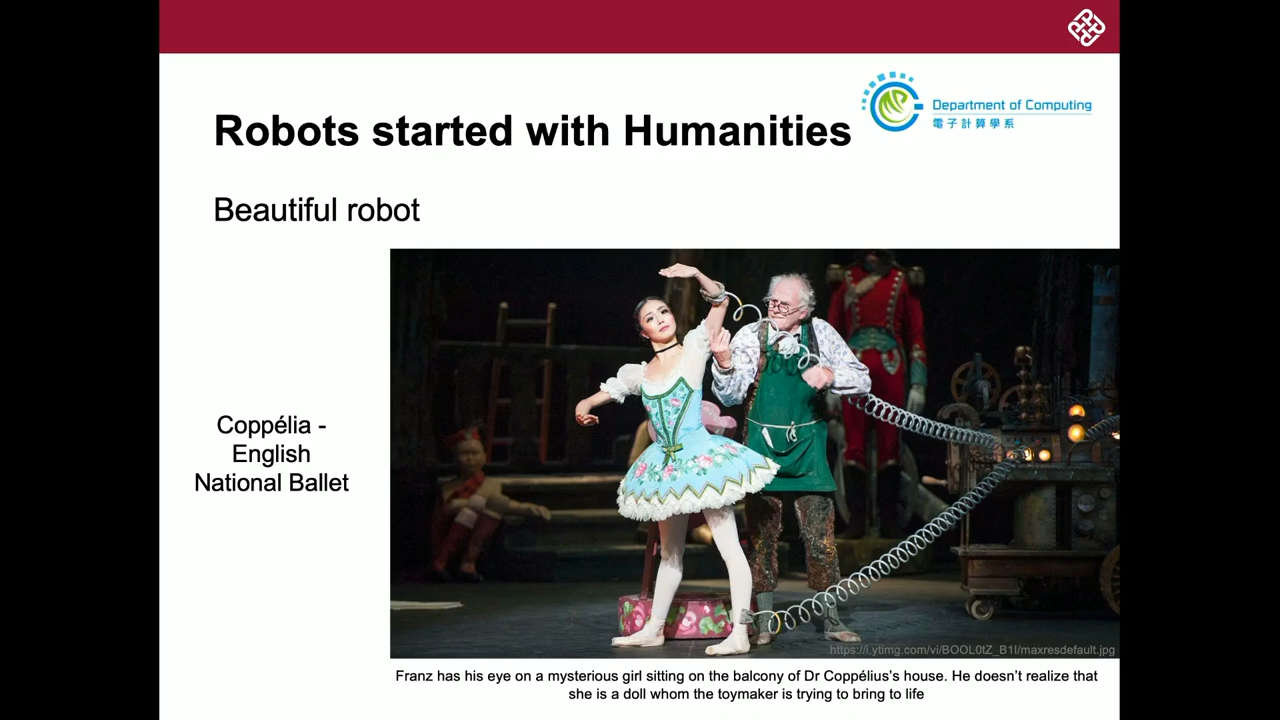 Department of Computing
電子計算學系
Robots started with Humanities
Beautiful robot
Coppélia -
English
National Ballet
https://i.ytimg.com/vi/BOOL0tZ_B1I/maxresdefault.jpg
Franz has his eye on a mysterious girl sitting on the balcony of Dr Coppélius’s house. He doesn’t realize that
she is a doll whom the toymaker is trying to bring to life